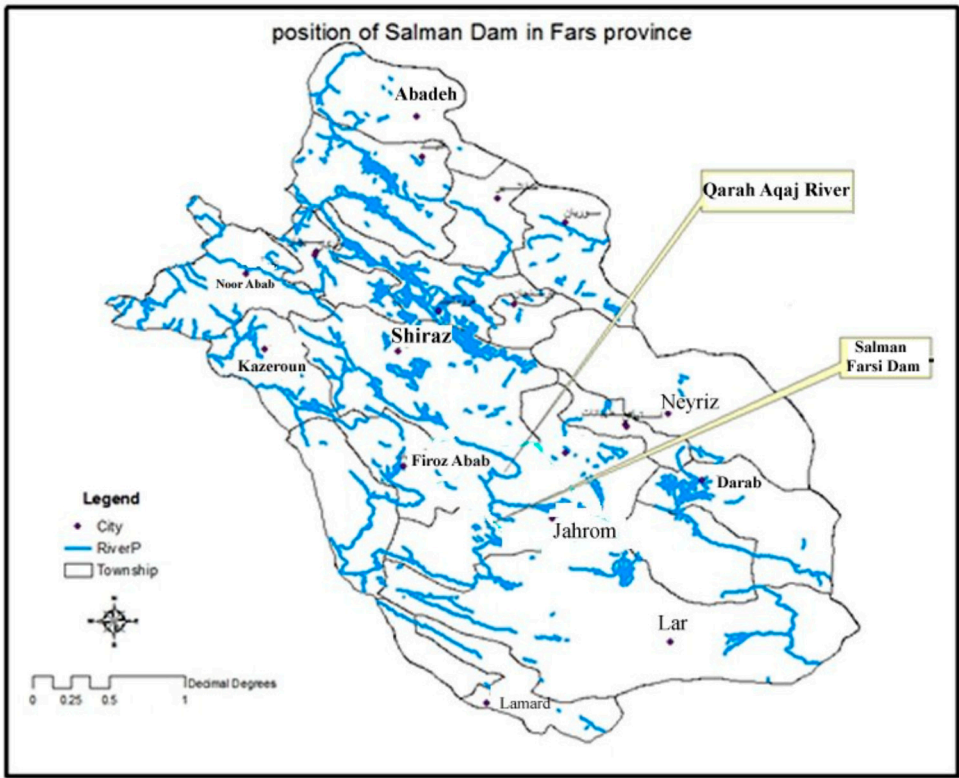 position of Salman Dam in Fars province
Abadeh
Qarah Aqaj River
سوریان
Noor Abab
Shiraz
Kazeroun
Salman
Farsi Dam
Neyriz
Firoz Abab
Darab
Jahrom
Legend
City
RiverP
Township
Lar
N
W
E
S
Decimal Degrees
0
0.25
0.5
1
Lamard